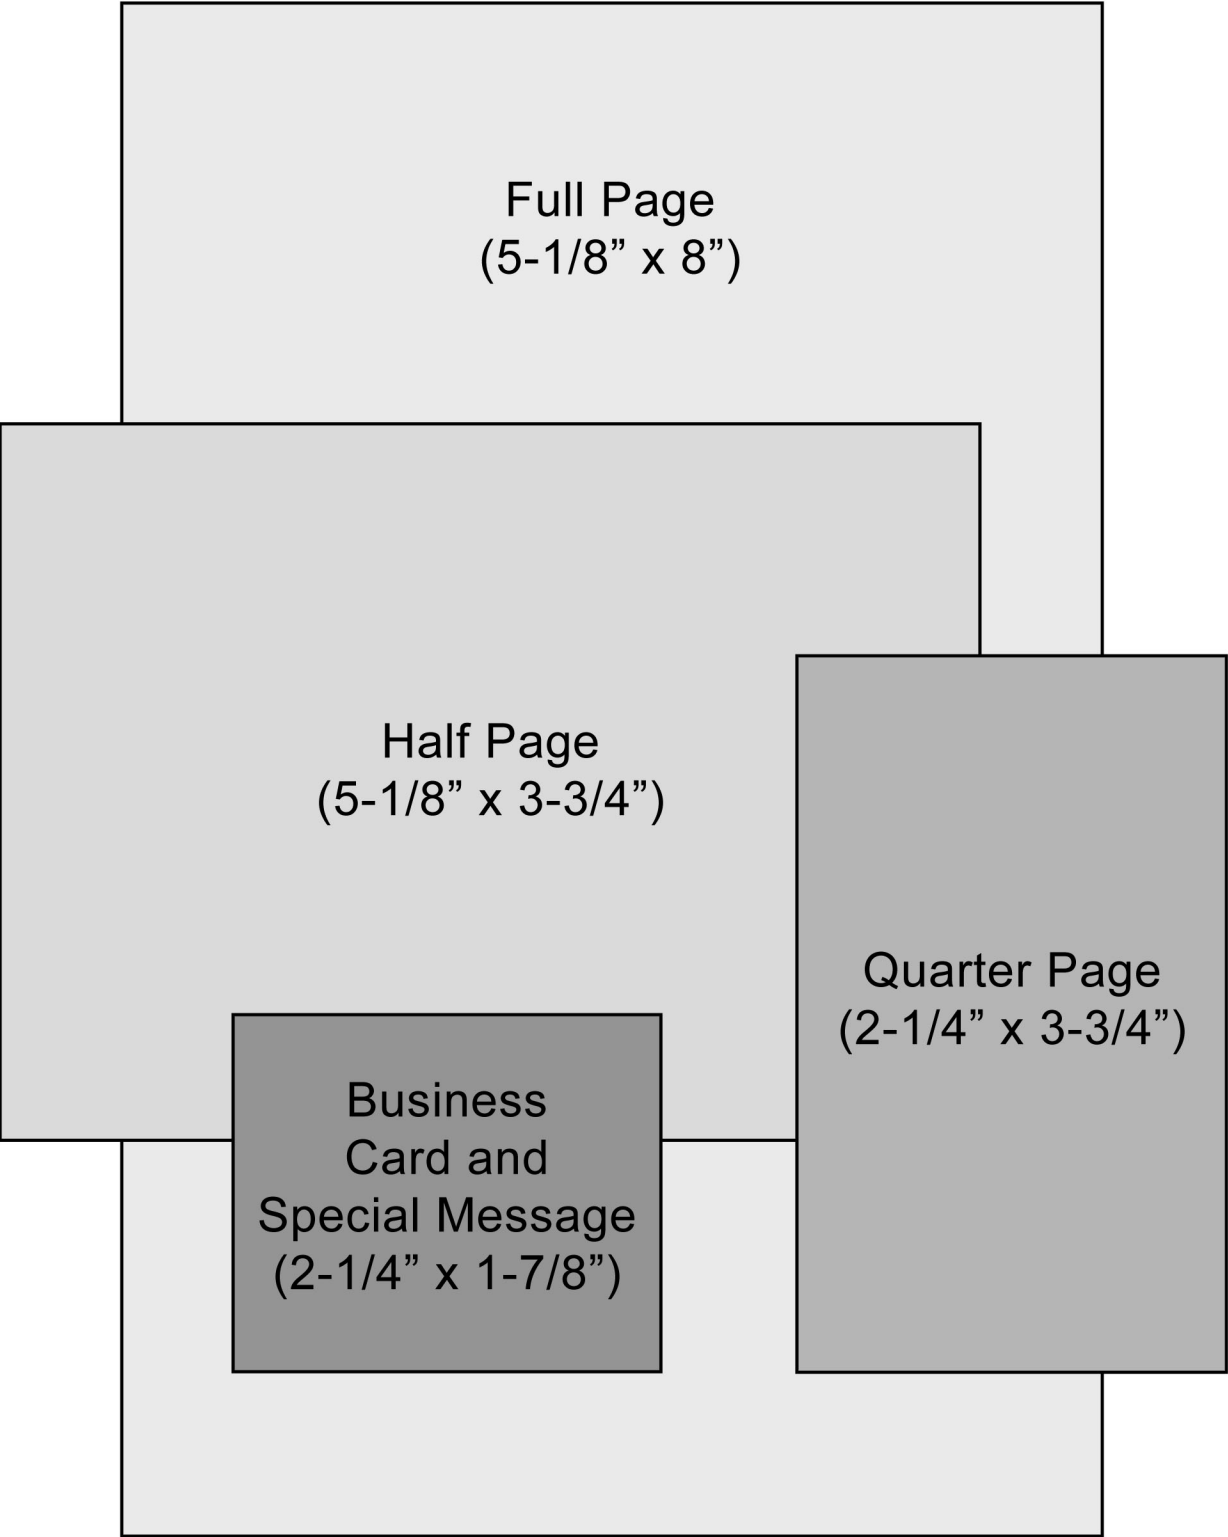 Full Page
(5-1/8” x 8”)
Half Page
(5-1/8” x 3-3/4”)
Quarter Page
(2-1/4” x 3-3/4”)
Business
Card and
Special Message
(2-1/4” x 1-7/8”)